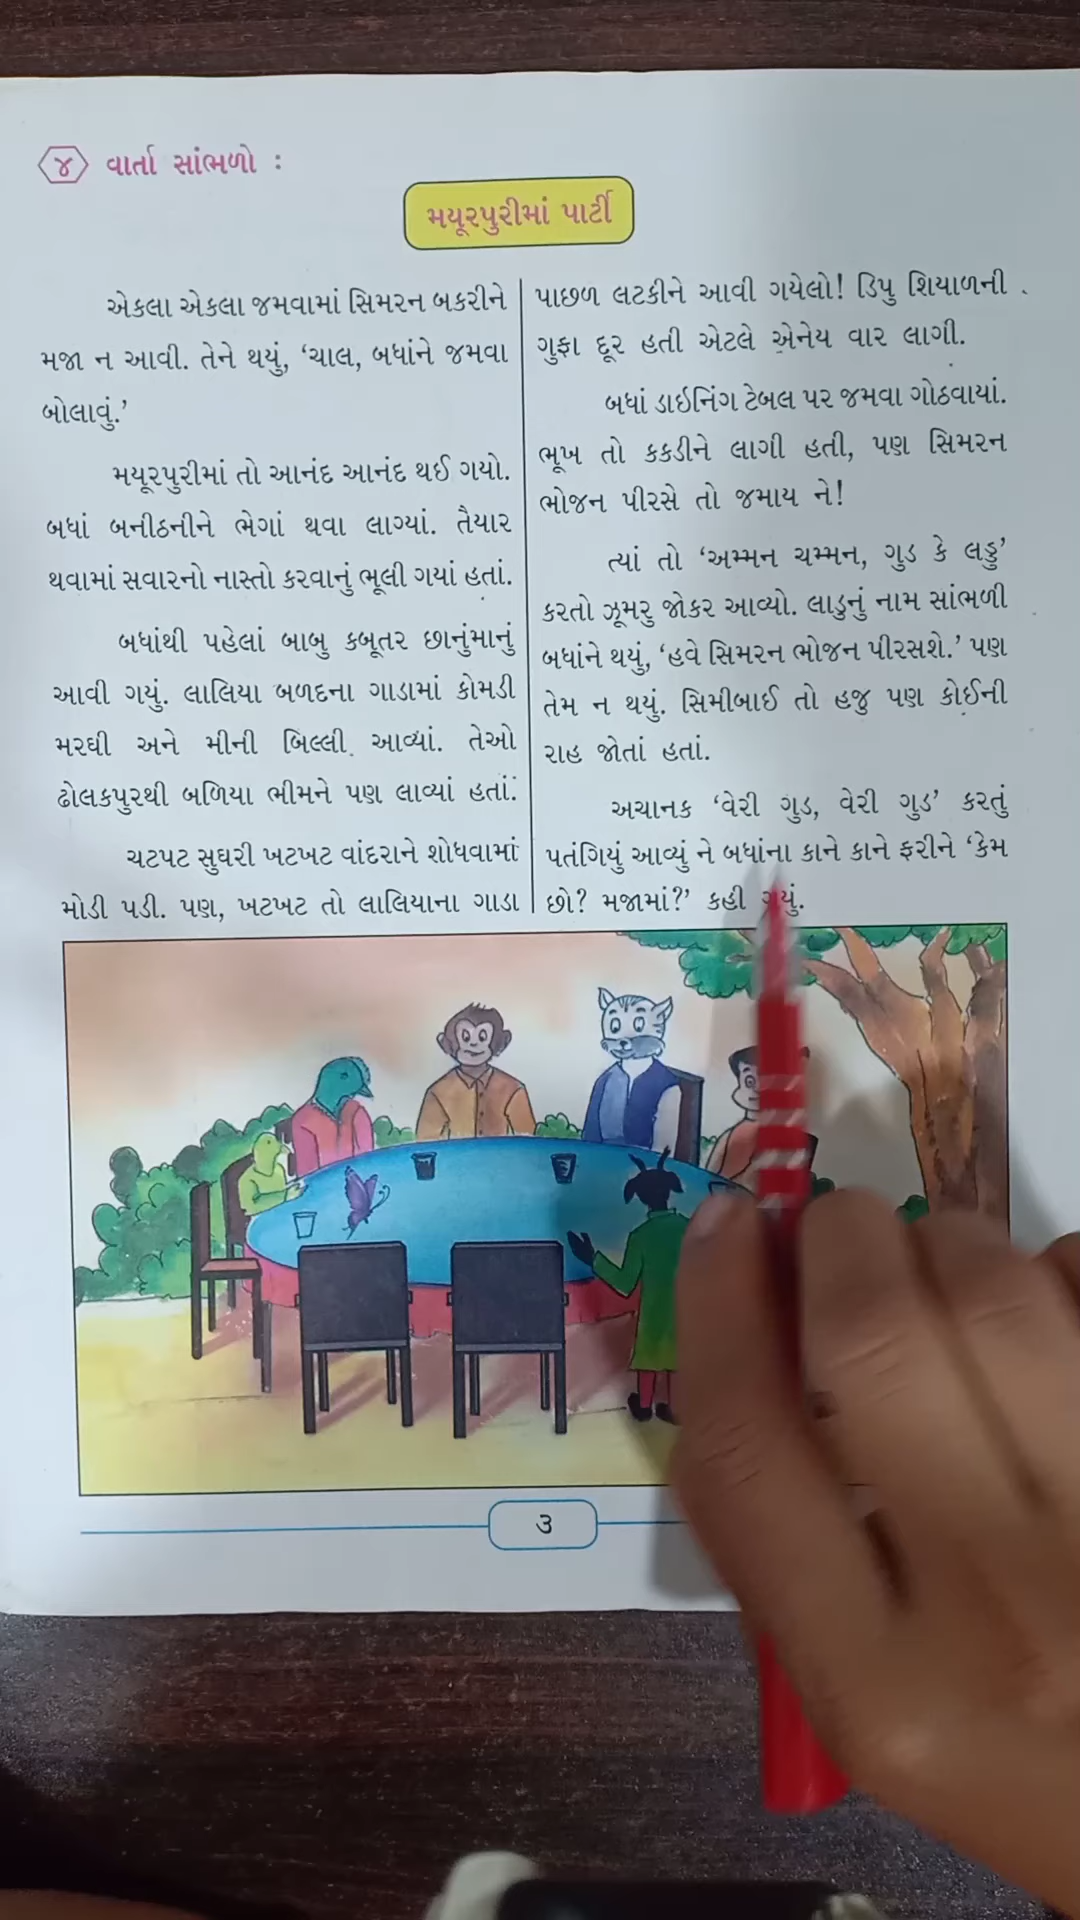 ૪ વાર્તા સાંભળો :
મયૂરપુરીમાં પાર્ટી
એકલા એકલા જમવામાં સિમરન બકરીને
મજા ન આવી. તેને થયું, ‘ચાલ, બધાંને જમવા
બોલાવું.’
મયૂરપુરીમાં તો આનંદ આનંદ થઈ ગયો.
બધાં બનીઠનીને ભેગાં થવા લાગ્યાં. તૈયાર
થવામાં સવારનો નાસ્તો કરવાનું ભૂલી ગયાં હતાં.
બધાંથી પહેલાં બાબુ કબૂતર છાનુંમાનું
આવી ગયું. લાલિયા બળદના ગાડામાં કોમડી
મરઘી અને મીની બિલ્લી આવ્યાં. તેઓ
ઢોલકપુરથી બળિયા ભીમને પણ લાવ્યાં હતાં.
ચટપટ સુઘરી ખટખટ વાંદરાને શોધવામાં
મોડી પડી. પણ, ખટખટ તો લાલિયાના ગાડા
પાછળ લટકીને આવી ગયેલો! ડિપુ શિયાળની
ગુફા દૂર હતી એટલે એનેય વાર લાગી.
બધાં ડાઇનિંગ ટેબલ પર જમવા ગોઠવાયાં.
ભૂખ તો કકડીને લાગી હતી, પણ સિમરન
ભોજન પીરસે તો જમાય ને!
ત્યાં તો ‘અમ્મન ચમ્મન, ગુડ કે લડ્ડુ’
કરતો ઝૂમરુ જોકર આવ્યો. લાડુનું નામ સાંભળી
બધાંને થયું, ‘હવે સિમરન ભોજન પીરસશે.’ પણ
તેમ ન થયું. સિમીબાઈ તો હજુ પણ કોઈની
રાહ જોતાં હતાં.
અચાનક ‘વેરી ગુડ, વેરી ગુડ’ કરતું
પતંગિયું આવ્યું ને બધાંના કાને કાને ફરીને ‘કેમ
છો? મજામાં?’ કહી ગયું.
૩